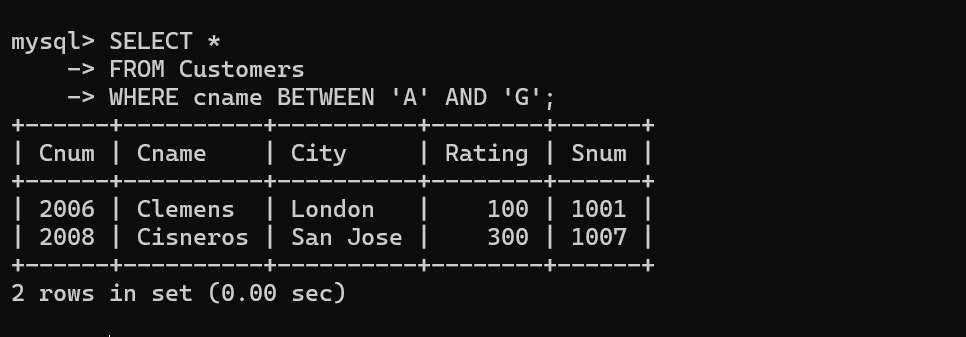 mysql> SELECT *
    -> FROM Customers
    -> WHERE cname BETWEEN 'A' AND 'G';
+------+----------+----------+--------+------+
| Cnum | Cname    | City     | Rating | Snum |
+------+----------+----------+--------+------+
| 2006 | Clemens  | London   |    100 | 1001 |
| 2008 | Cisneros | San Jose |    300 | 1007 |
+------+----------+----------+--------+------+
2 rows in set (0.00 sec)